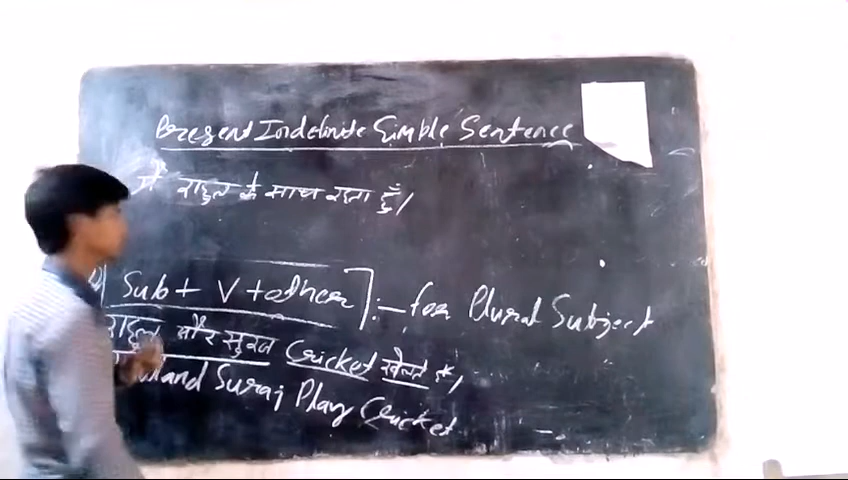 Present Indefinite Simple Sentence
मैं राहुल के साथ रहता हूँ।
Sub + V + other ] :- for Plural Subject
राहुल और सुरज Cricket खेलते हैं।
and Suraj Play Cricket